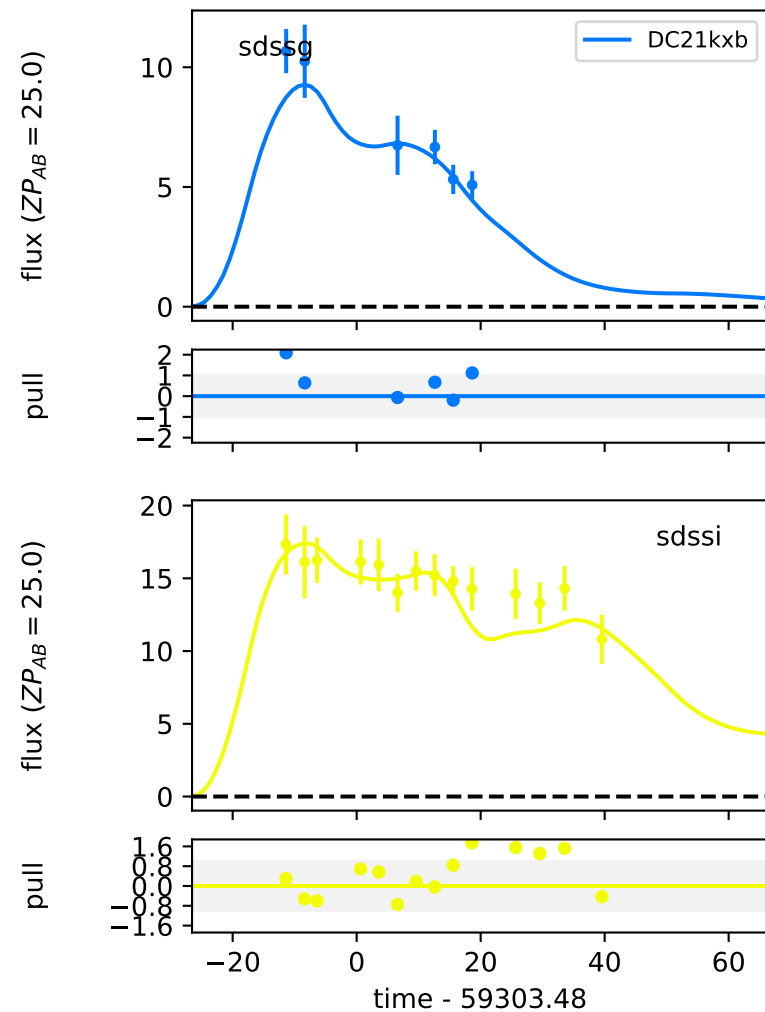 sdssg
DC21kxb
flux (ZP_AB = 25.0)
10
5
0
pull
2
1
0
−1
−2
sdssi
flux (ZP_AB = 25.0)
20
15
10
5
0
pull
1.6
0.8
0.0
−0.8
−1.6
−20 0 20 40 60
time - 59303.48